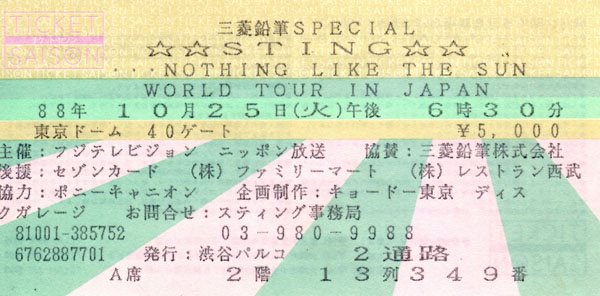 TICKET
チケットセゾン
SAISON
三菱鉛筆SPECIAL
☆☆STING☆☆
...NOTHING LIKE THE SUN
WORLD TOUR IN JAPAN
88年 10月25日(火)午後 6時30分
東京ドーム 40ゲート ¥5,000
主催:フジテレビジョン ニッポン放送 協賛:三菱鉛筆株式会社
後援:セゾンカード (株)ファミリーマート (株)レストラン西武
協力:ポニーキャニオン 企画制作:キョードー東京 ディス
クガレージ お問合せ:スティング事務局
81001-385752 03-980-9988
6762887701 発行:渋谷パルコ 2通路
A席 2階 13列349番